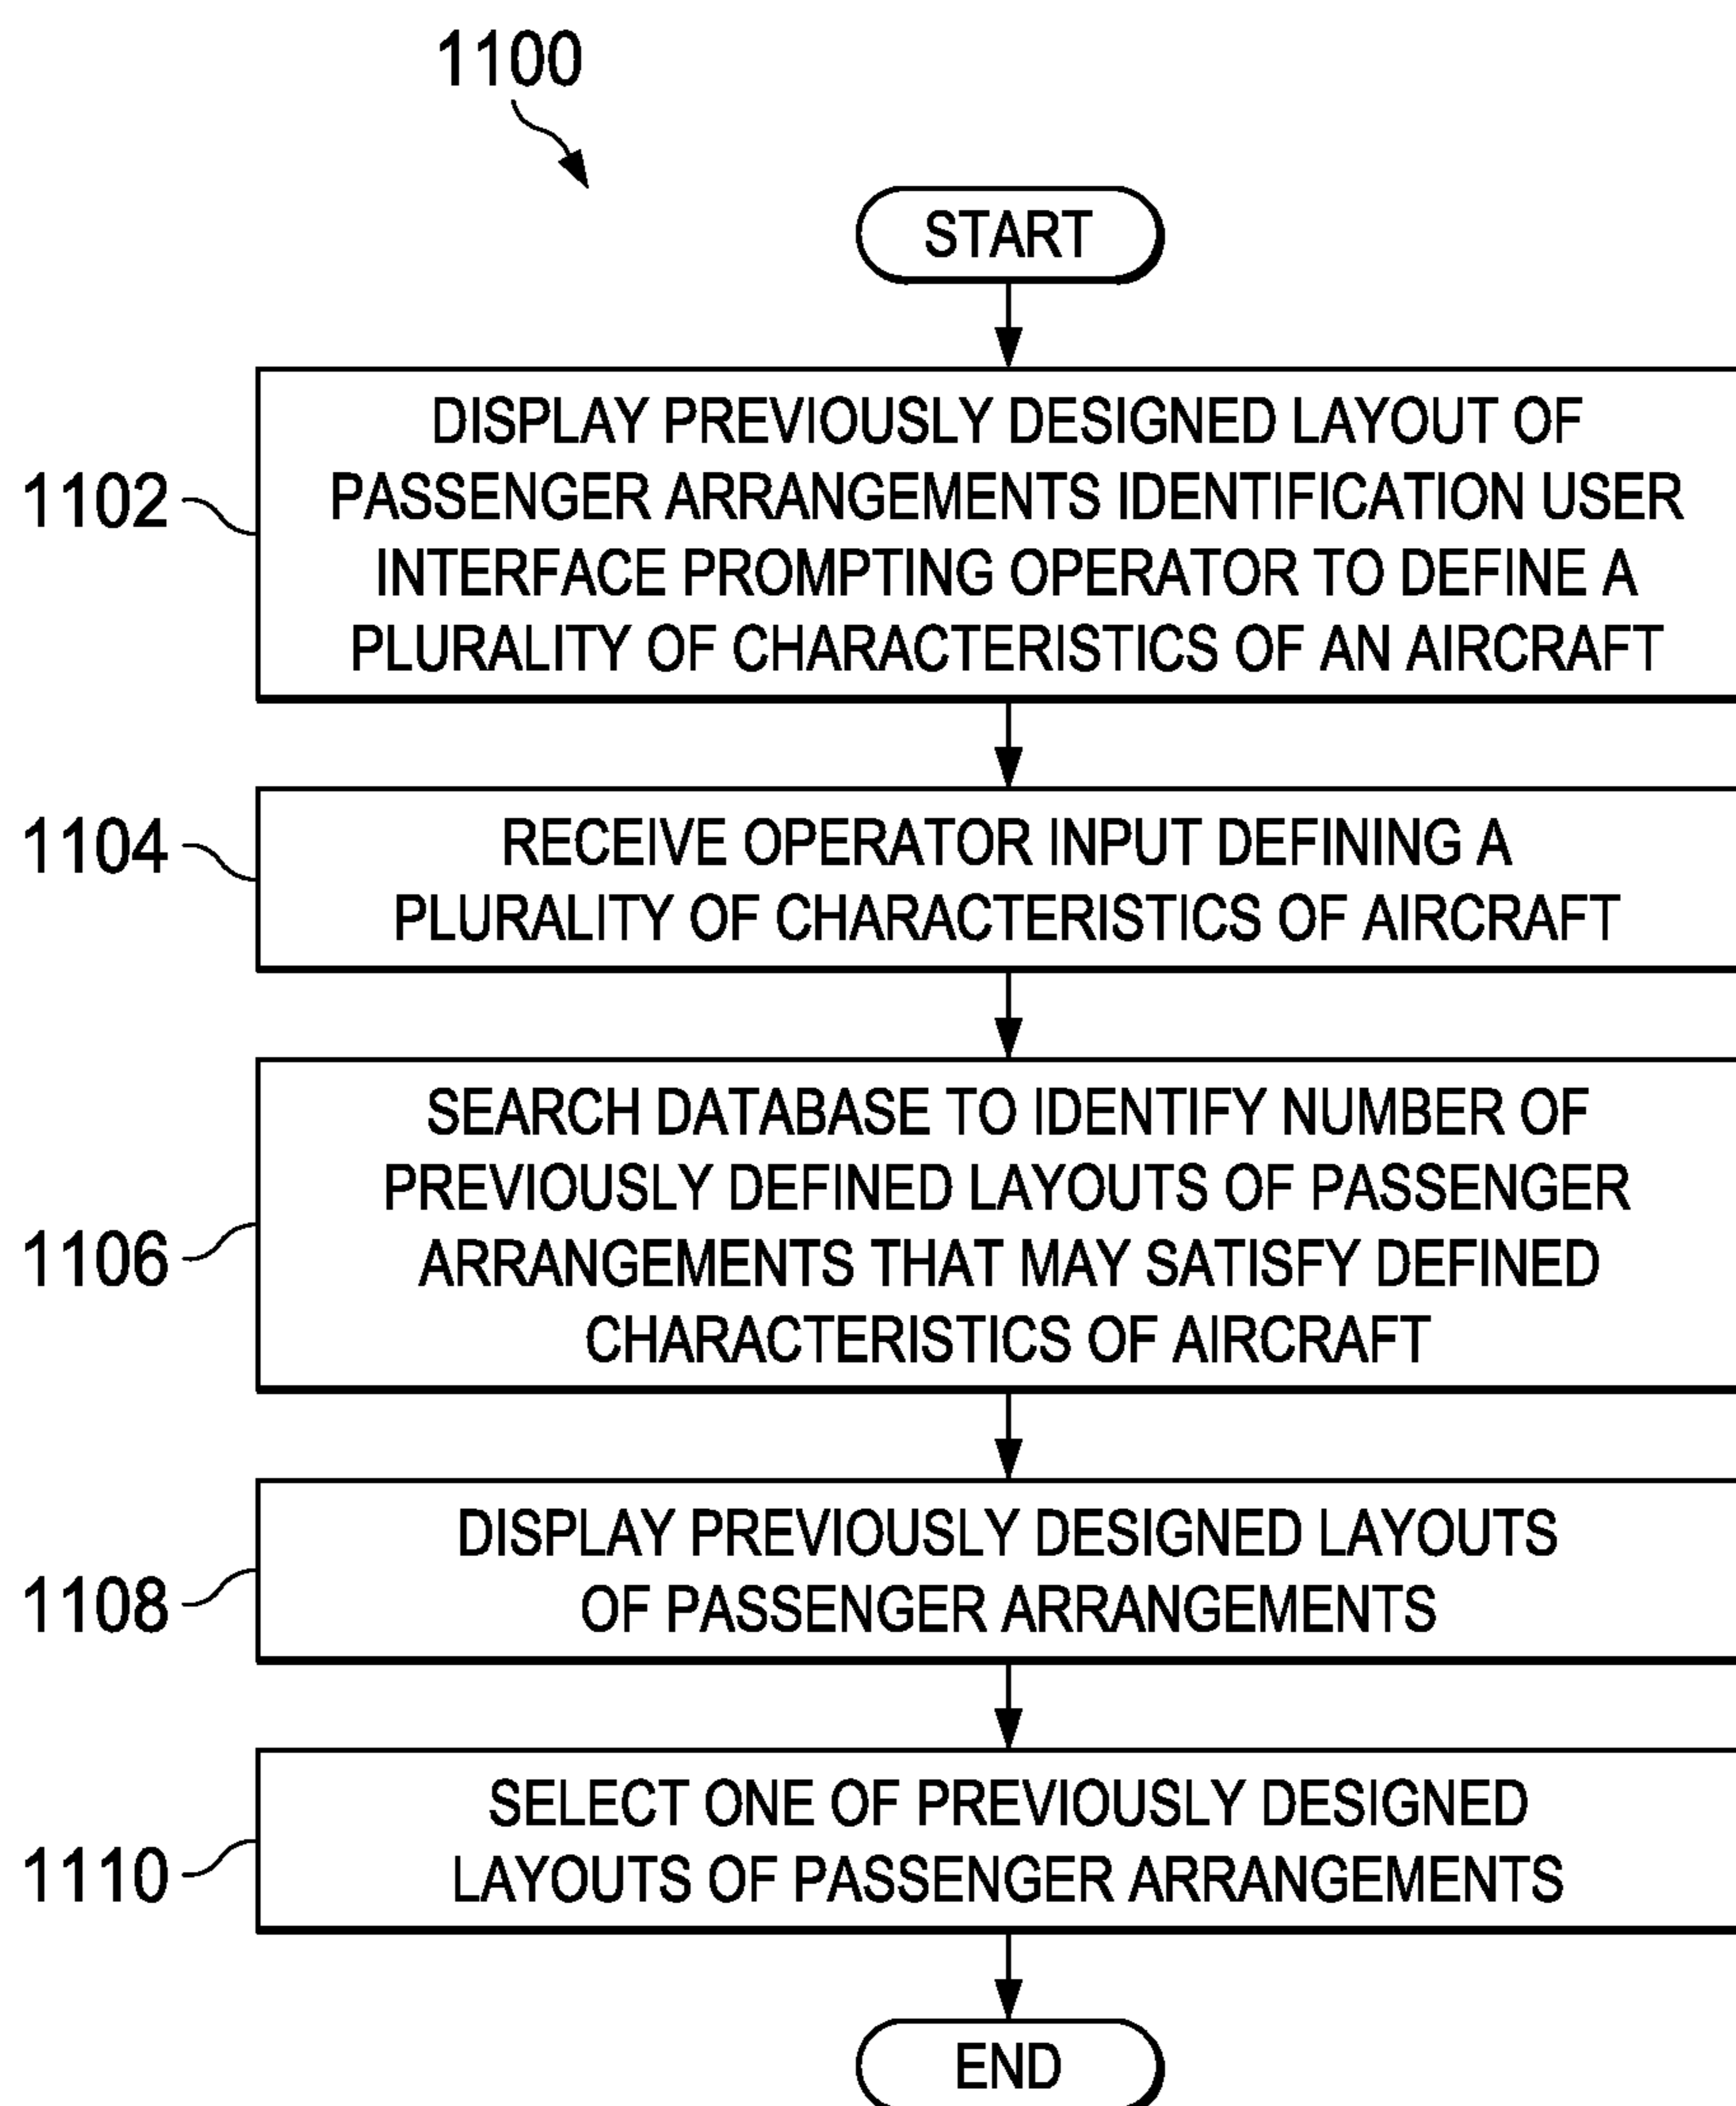 1100
START
1102
DISPLAY PREVIOUSLY DESIGNED LAYOUT OF
PASSENGER ARRANGEMENTS IDENTIFICATION USER
INTERFACE PROMPTING OPERATOR TO DEFINE A
PLURALITY OF CHARACTERISTICS OF AN AIRCRAFT
1104
RECEIVE OPERATOR INPUT DEFINING A
PLURALITY OF CHARACTERISTICS OF AIRCRAFT
1106
SEARCH DATABASE TO IDENTIFY NUMBER OF
PREVIOUSLY DEFINED LAYOUTS OF PASSENGER
ARRANGEMENTS THAT MAY SATISFY DEFINED
CHARACTERISTICS OF AIRCRAFT
1108
DISPLAY PREVIOUSLY DESIGNED LAYOUTS
OF PASSENGER ARRANGEMENTS
1110
SELECT ONE OF PREVIOUSLY DESIGNED
LAYOUTS OF PASSENGER ARRANGEMENTS
END